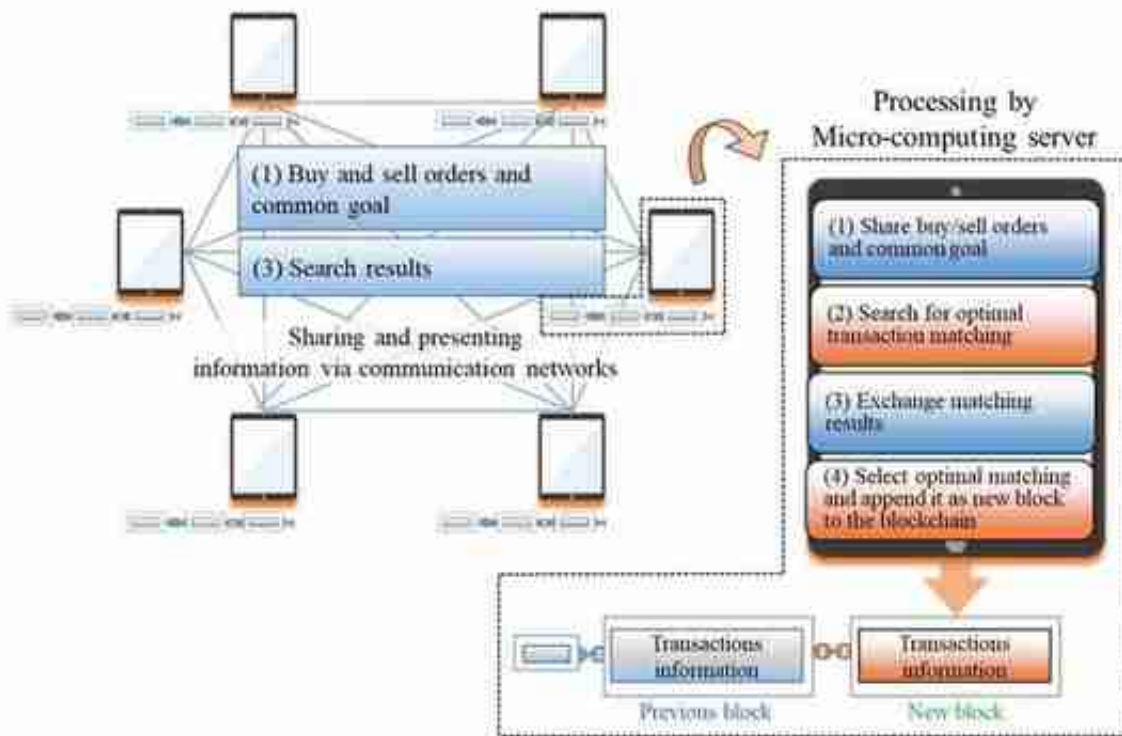 (1) Buy and sell orders and
common goal
(3) Search results
Sharing and presenting
information via communication networks
Processing by
Micro-computing server
(1) Share buy/sell orders
and common goal
(2) Search for optimal
transaction matching
(3) Exchange matching
results
(4) Select optimal matching
and append it as new block
to the blockchain
Transactions
information
Previous block
Transactions
information
New block